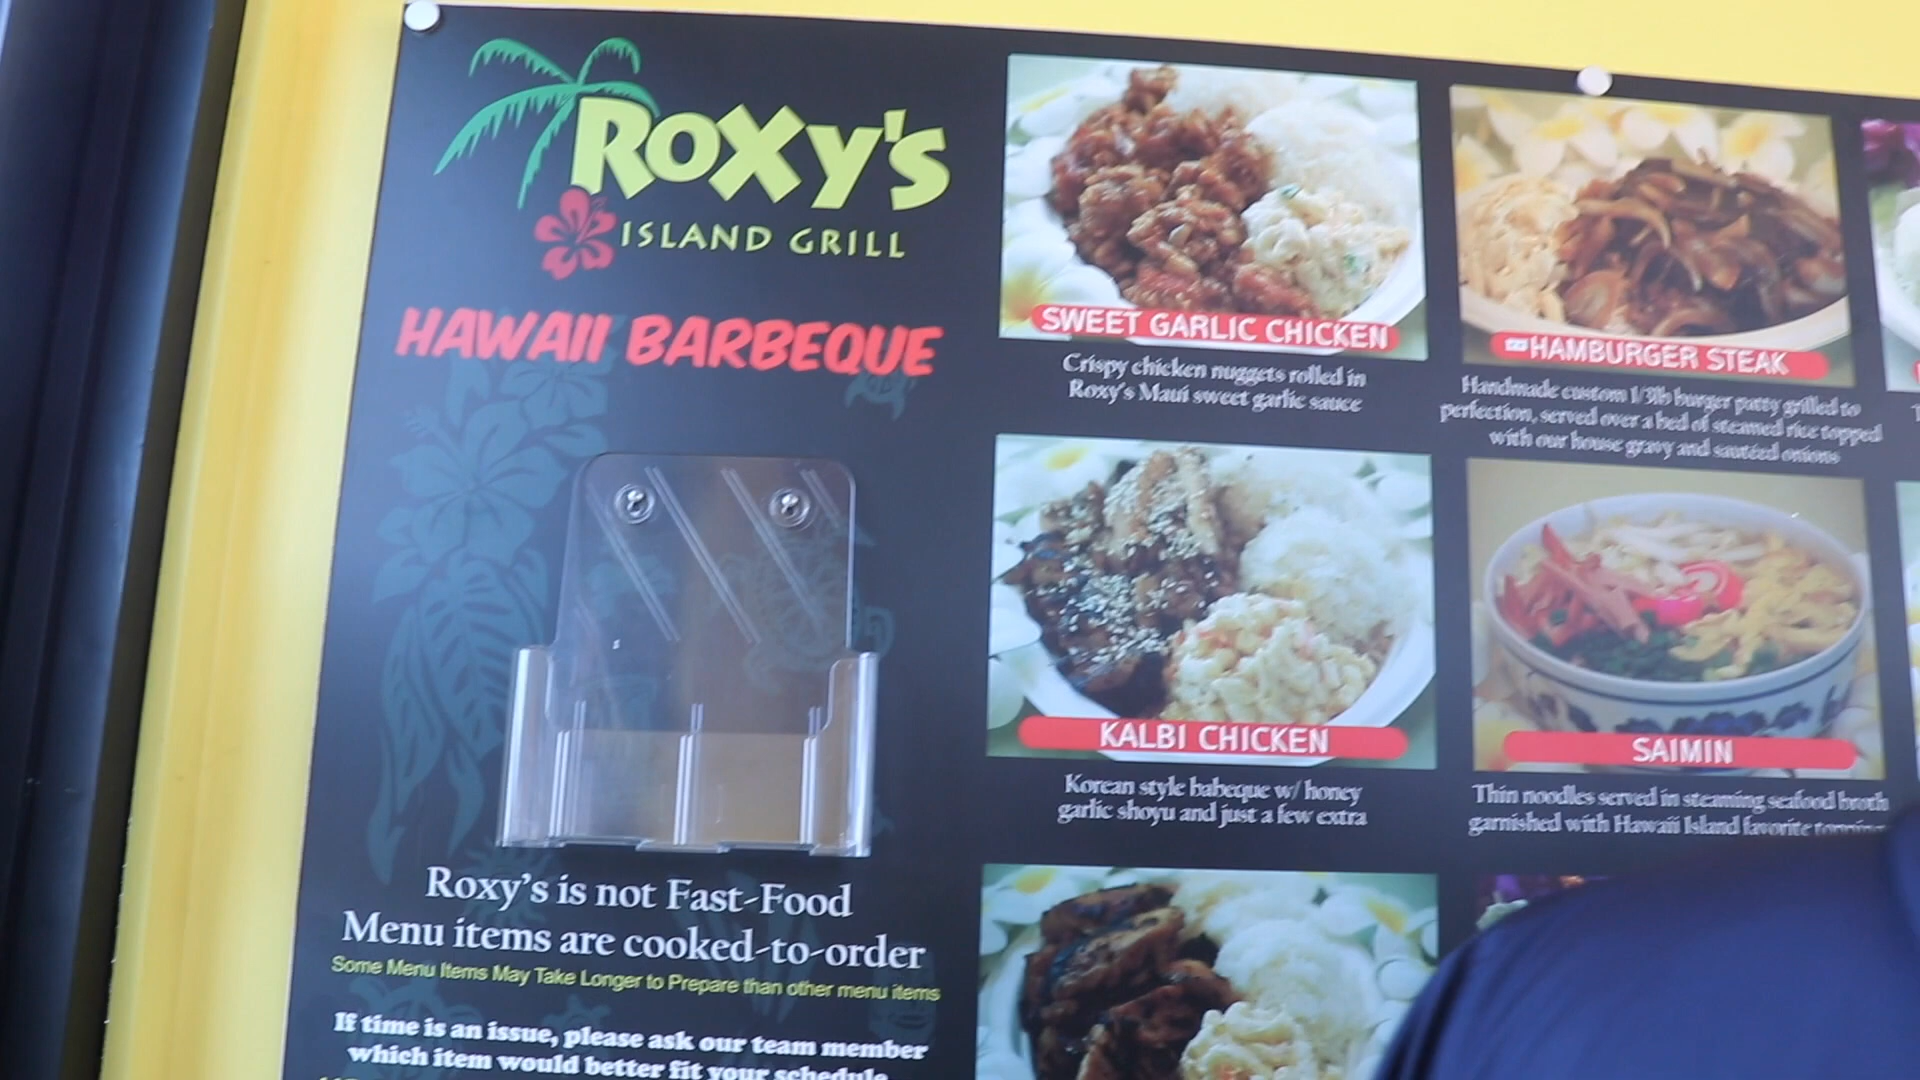 ROXY'S
ISLAND GRILL
HAWAII BARBEQUE
Roxy's is not Fast-Food
Menu items are cooked-to-order
Some Menu Items May Take Longer to Prepare than other menu items
If time is an issue, please ask our team member
which item would better fit your schedule
SWEET GARLIC CHICKEN
Crispy chicken nuggets rolled in
Roxy's Maui sweet garlic sauce
KALBI CHICKEN
Korean style babeque w/ honey
garlic shoyu and just a few extra
HAMBURGER STEAK
Handmade custom 1/3lb burger patty grilled to
perfection, served over a bed of steamed rice topped
with our house gravy and sautéed onions
SAIMIN
Thin noodles served in steaming seafood broth
garnished with Hawaii Island favorite